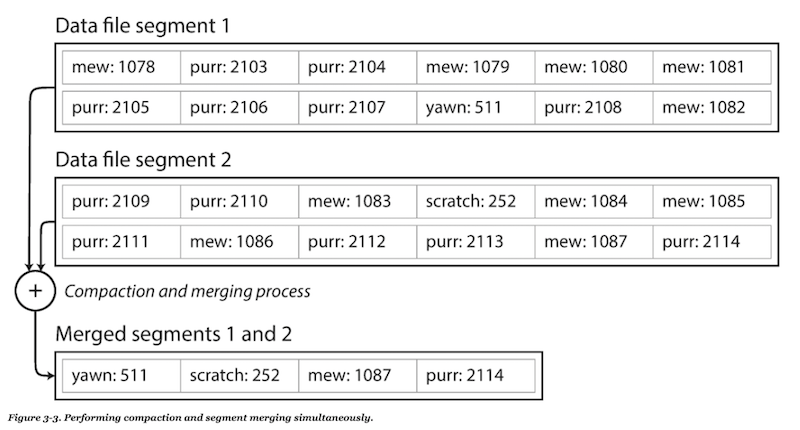 Data file segment 1
mew: 1078 purr: 2103 purr: 2104 mew: 1079 mew: 1080 mew: 1081
purr: 2105 purr: 2106 purr: 2107 yawn: 511 purr: 2108 mew: 1082
Data file segment 2
purr: 2109 purr: 2110 mew: 1083 scratch: 252 mew: 1084 mew: 1085
purr: 2111 mew: 1086 purr: 2112 purr: 2113 mew: 1087 purr: 2114
+ Compaction and merging process
Merged segments 1 and 2
yawn: 511 scratch: 252 mew: 1087 purr: 2114
Figure 3-3. Performing compaction and segment merging simultaneously.